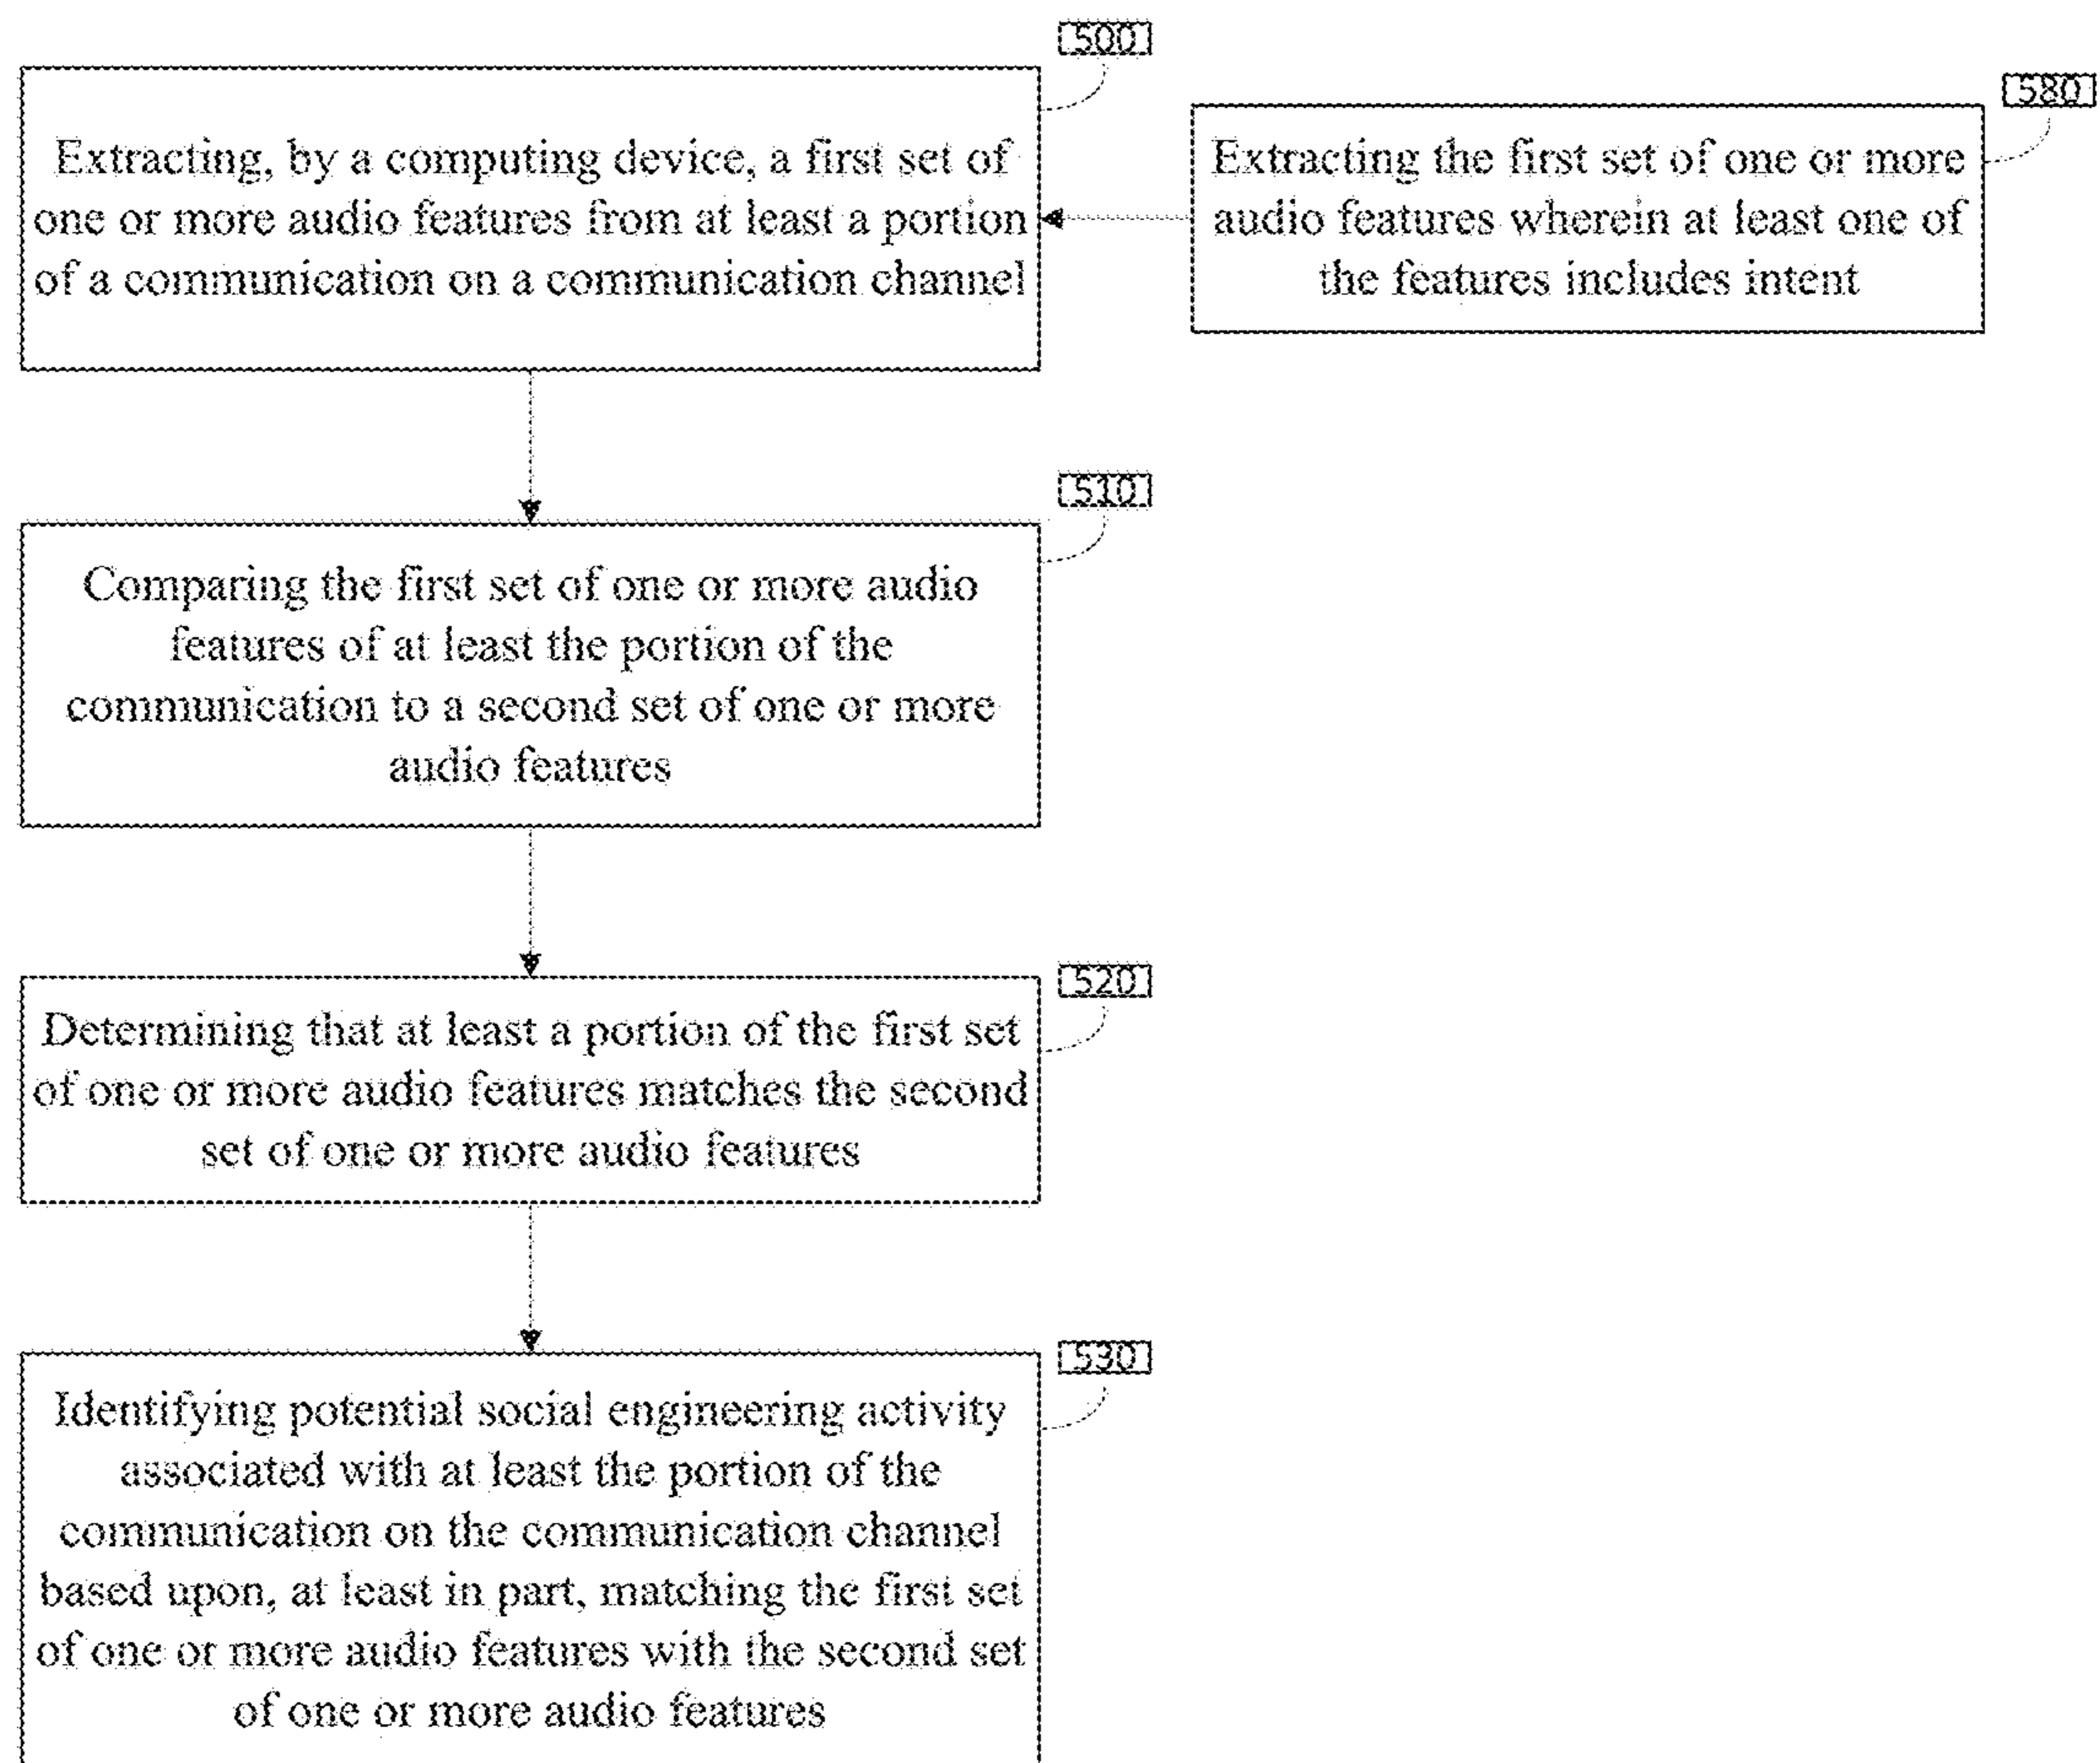 500
Extracting, by a computing device, a first set of
one or more audio features from at least a portion
of a communication on a communication channel
580
Extracting the first set of one or more
audio features wherein at least one of
the features includes intent
510
Comparing the first set of one or more audio
features of at least the portion of the
communication to a second set of one or more
audio features
520
Determining that at least a portion of the first set
of one or more audio features matches the second
set of one or more audio features
530
Identifying potential social engineering activity
associated with at least the portion of the
communication on the communication channel
based upon, at least in part, matching the first set
of one or more audio features with the second set
of one or more audio features